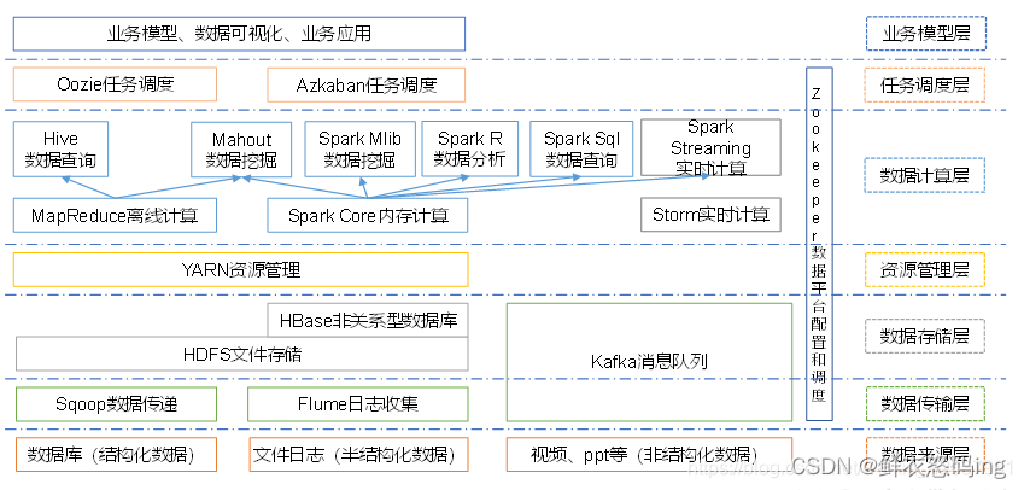 业务模型、数据可视化、业务应用
业务模型层
Oozie任务调度
Azkaban任务调度
任务调度层
Hive
数据查询
Mahout
数据挖掘
Spark Mlib
数据挖掘
Spark R
数据分析
Spark Sql
数据查询
Spark
Streaming
实时计算
MapReduce离线计算
Spark Core内存计算
Storm实时计算
数据计算层
Zookeeper数据平台配置和调度
YARN资源管理
资源管理层
HBase非关系型数据库
HDFS文件存储
Kafka消息队列
数据存储层
Sqoop数据传递
Flume日志收集
数据传输层
数据库（结构化数据）
文件日志（半结构化数据）
视频、ppt等（非结构化数据）
数据来源层
CSDN @鲜衣怒码ing